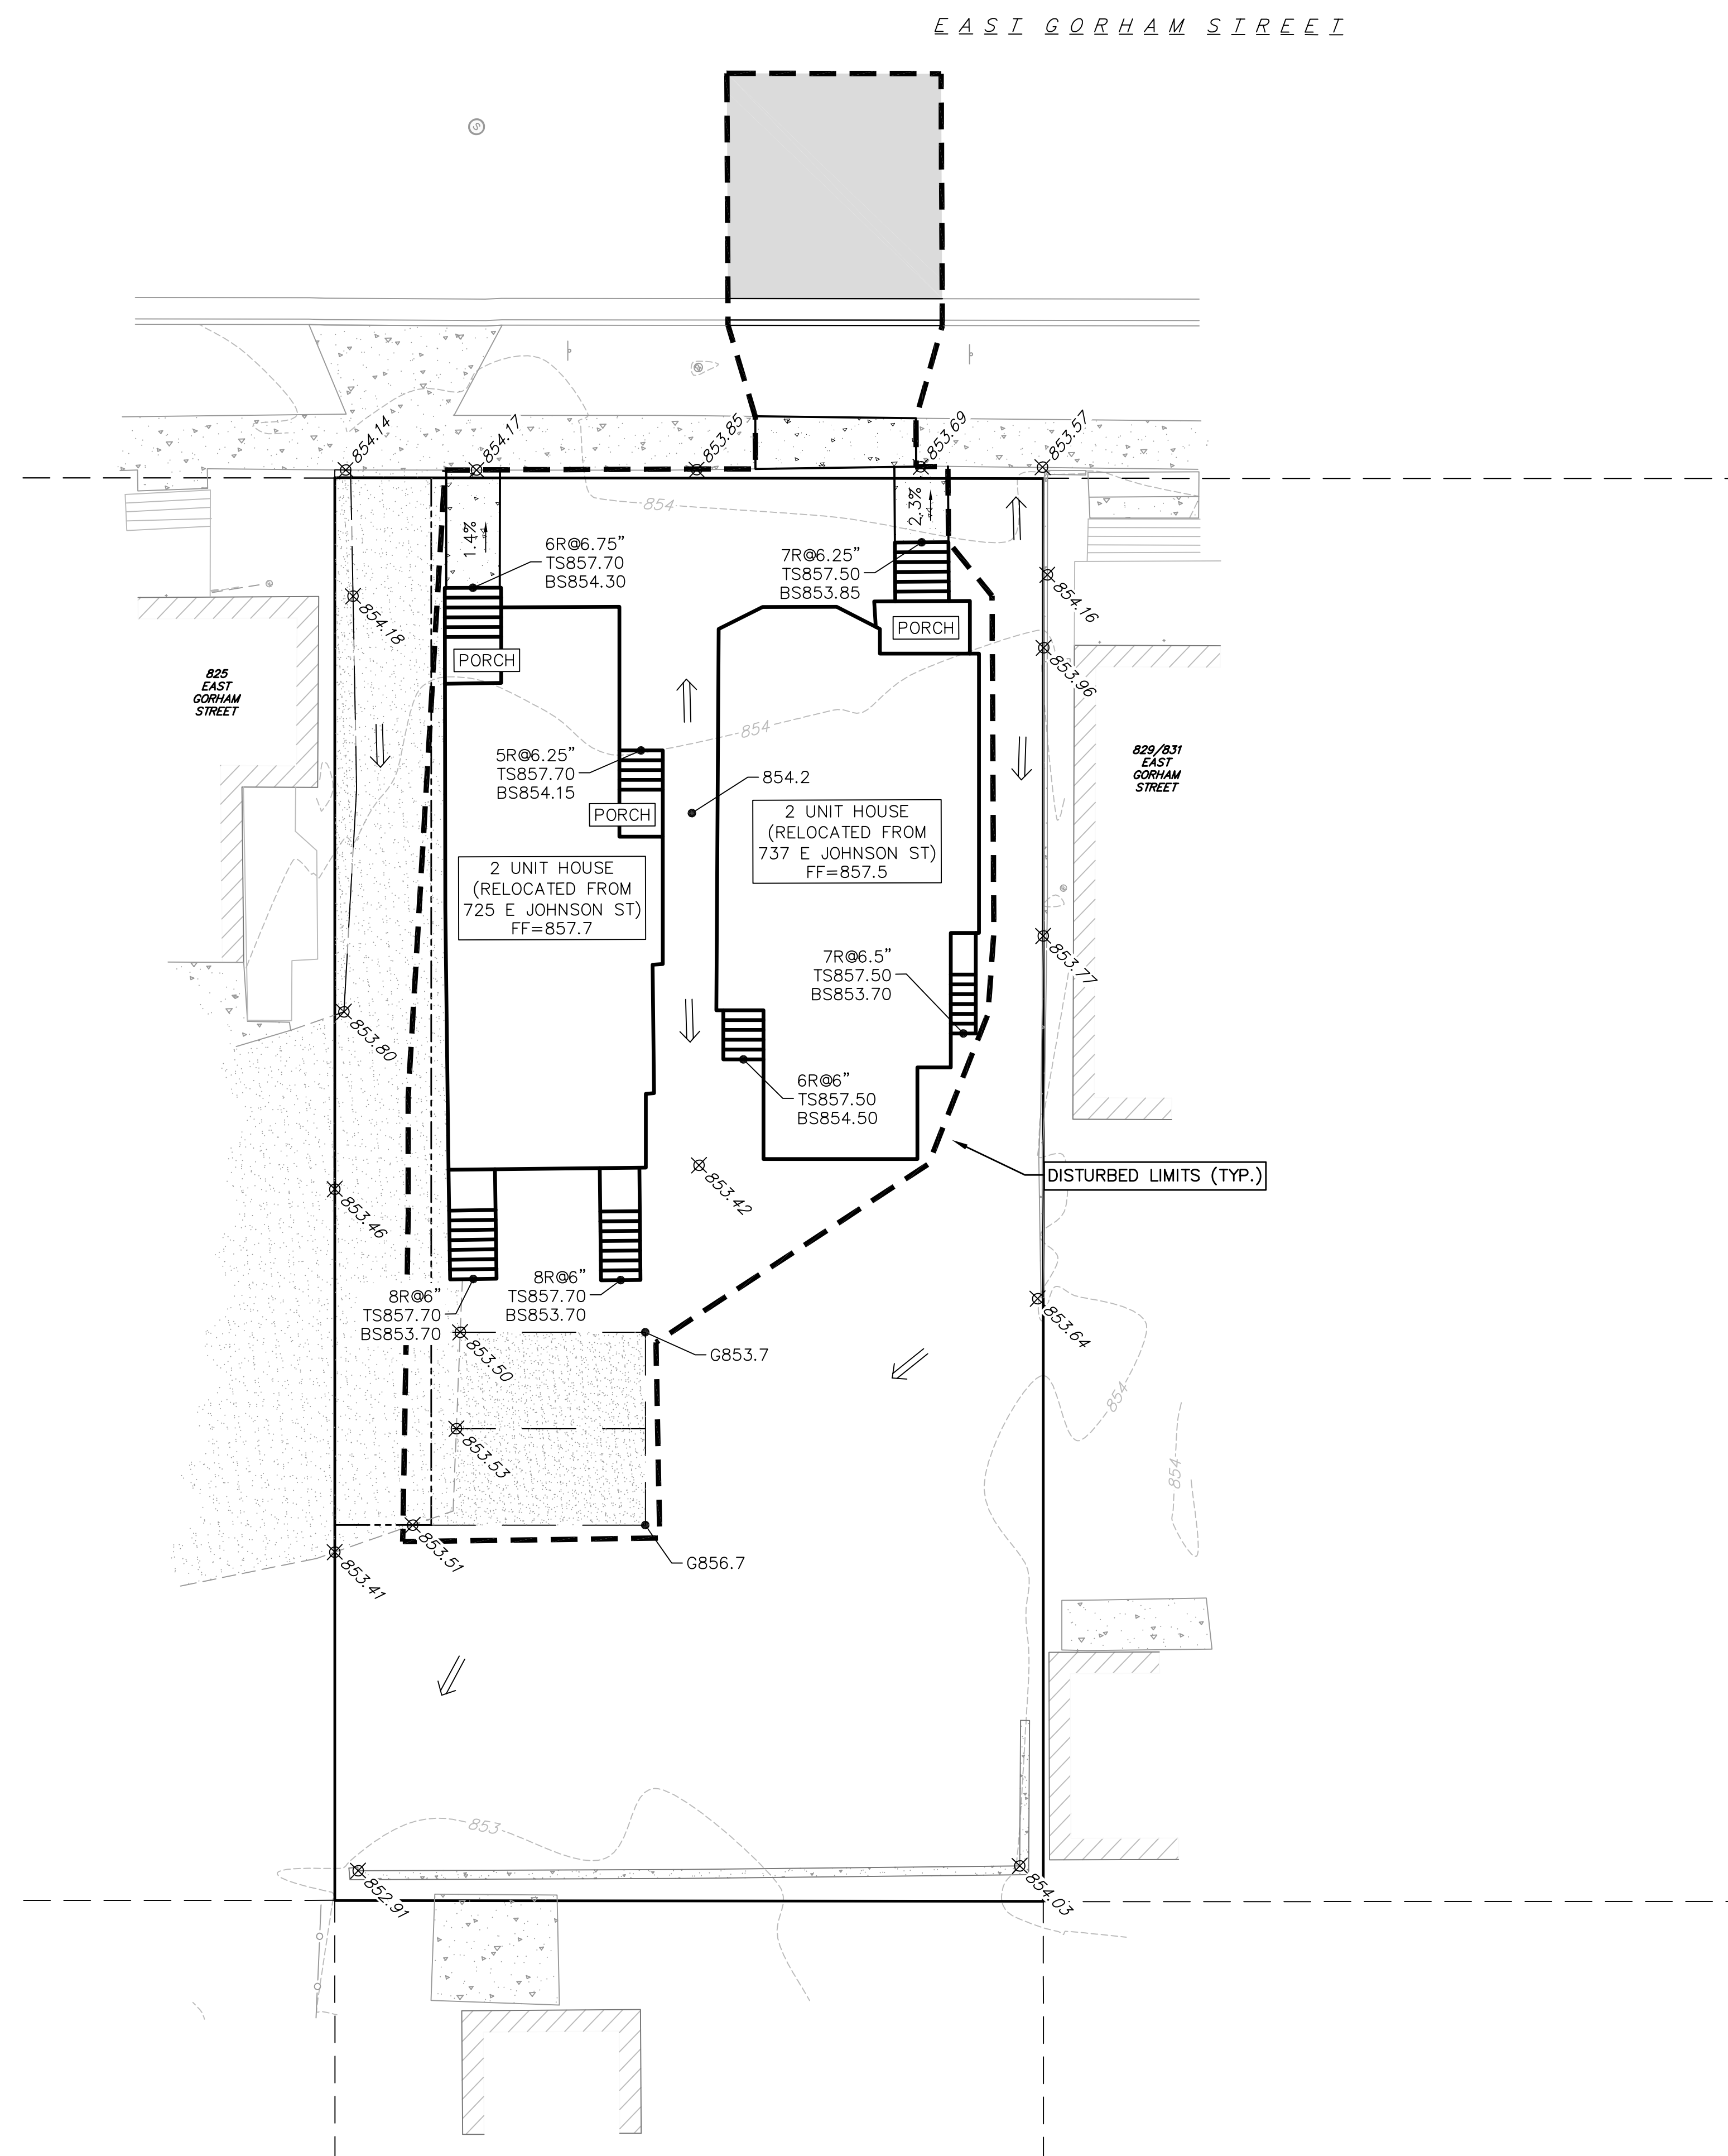 EAST GORHAM STREET
S
854.14
854.17
853.85
853.69
853.57
854
1.4%
2.3%
6R@6.75”
TS857.70
BS854.30
7R@6.25”
TS857.50
BS853.85
854.18
854.16
PORCH
PORCH
853.96
825
EAST
GORHAM
STREET
854
829/831
EAST
GORHAM
STREET
5R@6.25”
TS857.70
BS854.15
854.2
PORCH
2 UNIT HOUSE
(RELOCATED FROM
737 E JOHNSON ST)
FF=857.5
2 UNIT HOUSE
(RELOCATED FROM
725 E JOHNSON ST)
FF=857.7
7R@6.5”
TS857.50
BS853.70
853.77
853.80
6R@6”
TS857.50
BS854.50
853.46
853.42
DISTURBED LIMITS (TYP.)
8R@6”
TS857.70
BS853.70
8R@6”
TS857.70
BS853.70
853.64
853.50
G853.7
854
853.53
854
853.51
G856.7
853.41
853
852.91
854.03